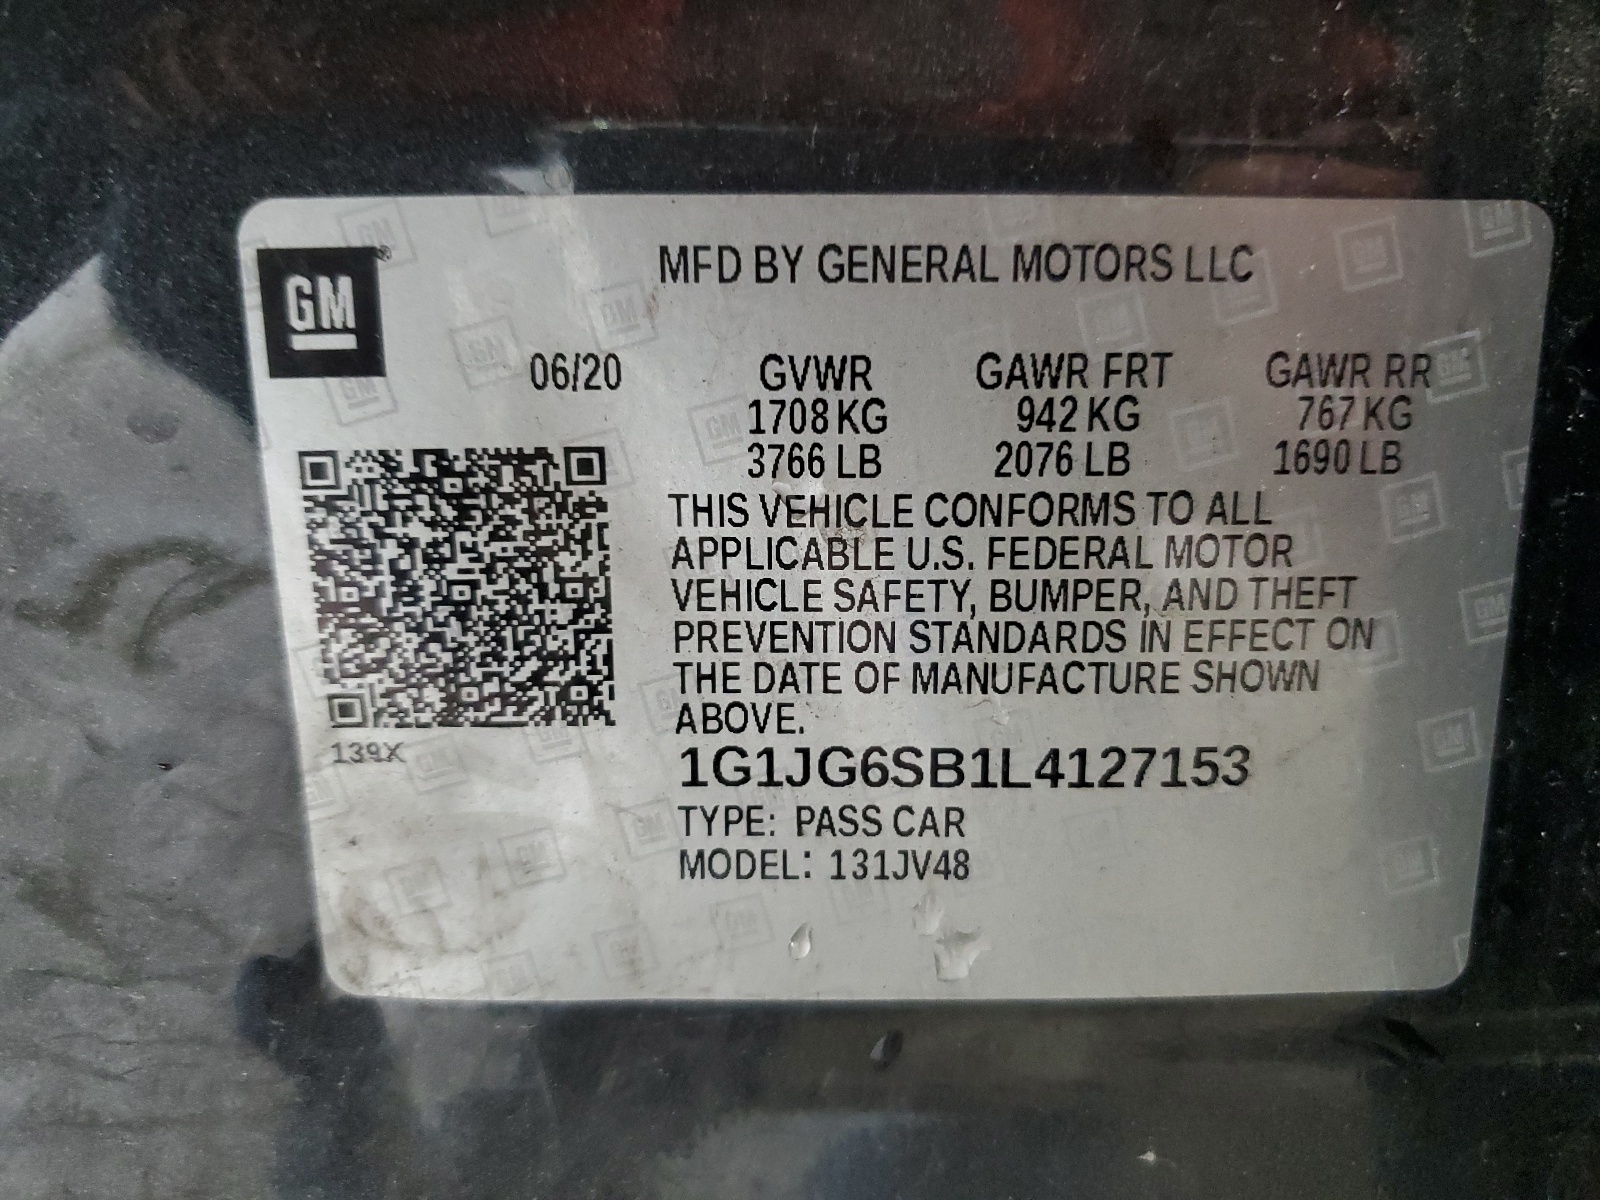 GM
MFD BY GENERAL MOTORS LLC
06/20 GVWR GAWR FRT GAWR RR
1708 KG 942 KG 767 KG
3766 LB 2076 LB 1690 LB
THIS VEHICLE CONFORMS TO ALL
APPLICABLE U.S. FEDERAL MOTOR
VEHICLE SAFETY, BUMPER, AND THEFT
PREVENTION STANDARDS IN EFFECT ON
THE DATE OF MANUFACTURE SHOWN
ABOVE.
139X
1G1JG6SB1L4127153
TYPE: PASS CAR
MODEL: 131JV48